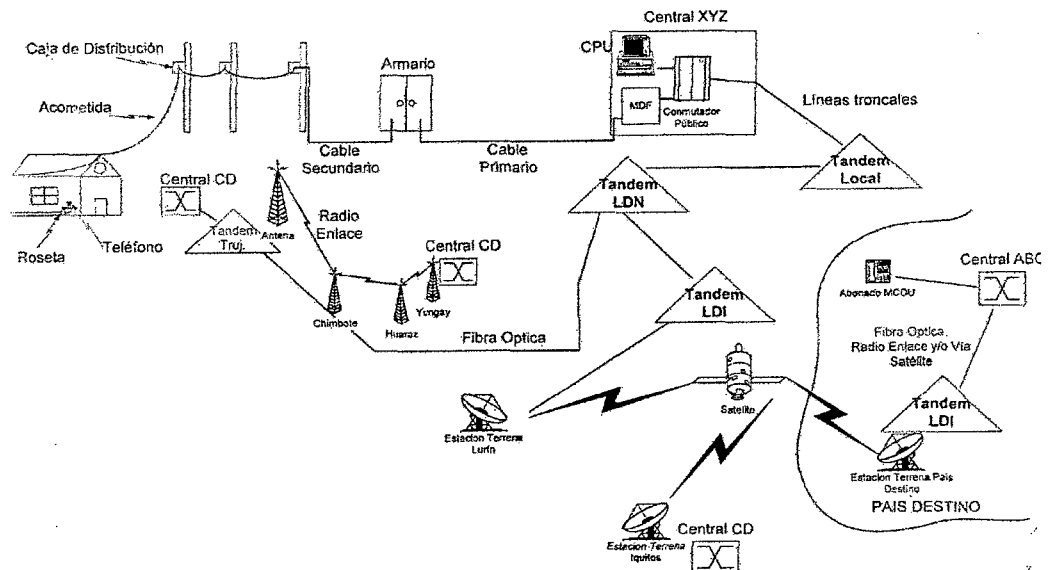 Central XYZ
Caja de Distribución
CPU
Armario
Acometida
MDF
Conmutador
Público
Líneas troncales
Cable
Secundario
Cable
Primario
Tandem
Local
Central CD
Tandem
LDN
Antena
Radio
Enlace
Tandem
Truj.
Roseta
Teléfono
Central CD
Chimbote
Huaraz
Yungay
Fibra Optica
Tandem
LDI
Central ABC
Abonado MCDU
Fibra Optica,
Radio Enlace y/o Vía
Satélite
Satelite
Tandem
LDI
Estacion Terrena
Lurín
Estacion Terrena País
Destino
PAIS DESTINO
Estacion Terrena
Iquitos
Central CD